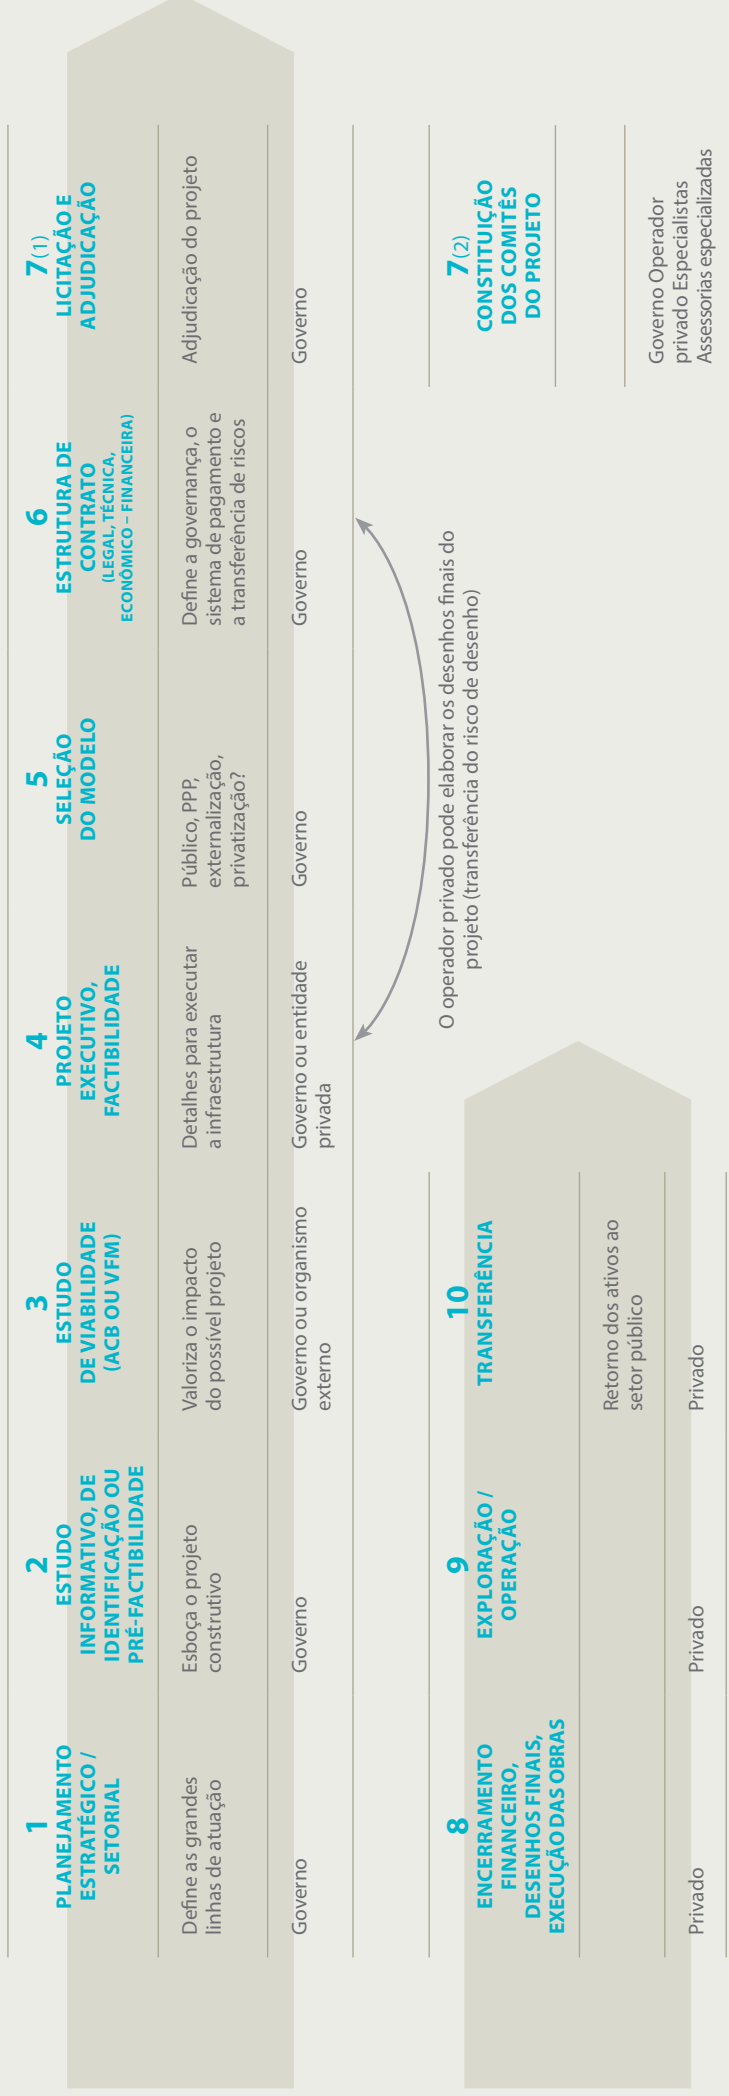 1
PLANEJAMENTO
ESTRATÉGICO /
SETORIAL
Define as grandes
linhas de atuação
Governo
2
ESTUDO
INFORMATIVO, DE
IDENTIFICAÇÃO OU
PRÉ-FACTIBILIDADE
Esboça o projeto
construtivo
Governo
3
ESTUDO
DE VIABILIDADE
(ACB OU VFM)
Valoriza o impacto
do possível projeto
Governo ou organismo
externo
4
PROJETO
EXECUTIVO,
FACTIBILIDADE
Detalhes para executar
a infraestrutura
Governo ou entidade
privada
5
SELEÇÃO
DO MODELO
Público, PPP,
externalização,
privatização?
Governo
6
ESTRUTURA DE
CONTRATO
(LEGAL, TÉCNICA,
ECONÔMICO – FINANCEIRA)
Define a governança, o
sistema de pagamento e
a transferência de riscos
Governo
7(1)
LICITAÇÃO E
ADJUDICAÇÃO
Adjudicação do projeto
Governo
O operador privado pode elaborar os desenhos finais do
projeto (transferência do risco de desenho)
7(2)
CONSTITUIÇÃO
DOS COMITÊS
DO PROJETO
Governo Operador
privado Especialistas
Assessorias especializadas
8
ENCERRAMENTO
FINANCEIRO,
DESENHOS FINAIS,
EXECUÇÃO DAS OBRAS
Privado
9
EXPLORAÇÃO /
OPERAÇÃO
Privado
10
TRANSFERÊNCIA
Retorno dos ativos ao
setor público
Privado